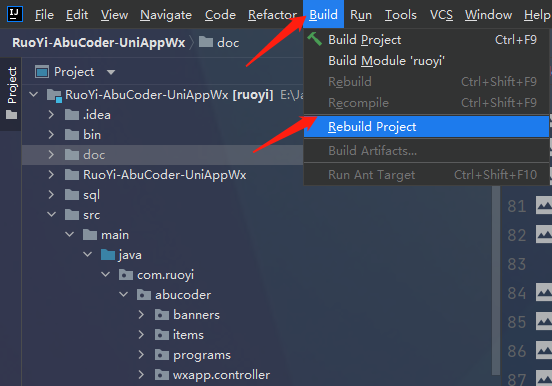 IJ File Edit View Navigate Code Refactor Build Run Tools VCS Window Help
RuoYi-AbuCoder-UniAppWx doc
Build Project Ctrl+F9
Build Module 'ruoyi'
Rebuild Ctrl+Shift+F9
Recompile Ctrl+Shift+F9
Rebuild Project
Build Artifacts...
Run Ant Target Ctrl+Shift+F10
Project
Project
RuoYi-AbuCoder-UniAppWx [ruoyi] E:\Ja
.idea
bin
doc
RuoYi-AbuCoder-UniAppWx
sql
src
main
java
com.ruoyi
abucoder
banners
items
programs
wxapp.controller
81
82
83
84
85
86
87